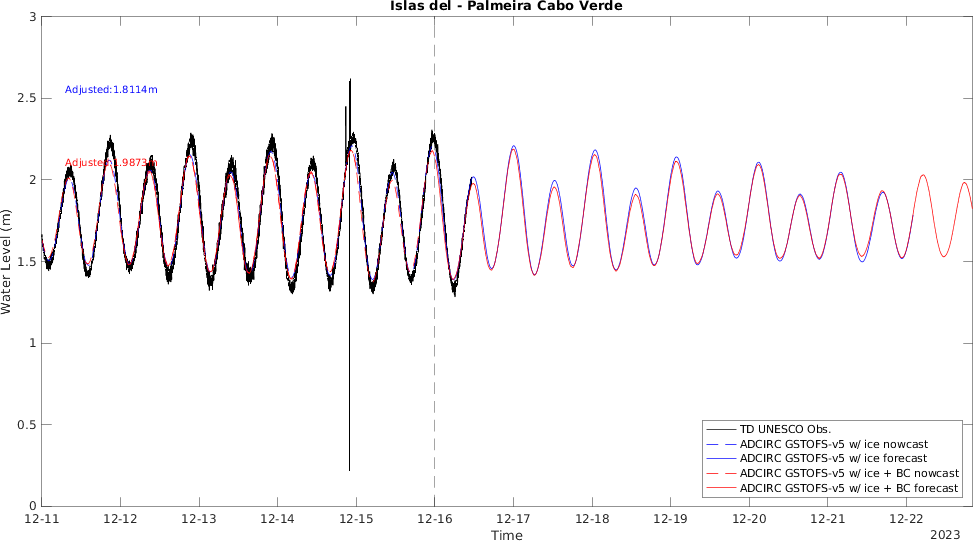 Islas del - Palmeira Cabo Verde
Water Level (m)
3
2.5
2
1.5
1
0.5
0
Adjusted:1.8114m
Adjusted:1.9873m
TD UNESCO Obs.
ADCIRC GSTOFS-v5 w/ ice nowcast
ADCIRC GSTOFS-v5 w/ ice forecast
ADCIRC GSTOFS-v5 w/ ice + BC nowcast
ADCIRC GSTOFS-v5 w/ ice + BC forecast
12-11 12-12 12-13 12-14 12-15 12-16 12-17 12-18 12-19 12-20 12-21 12-22
Time
2023